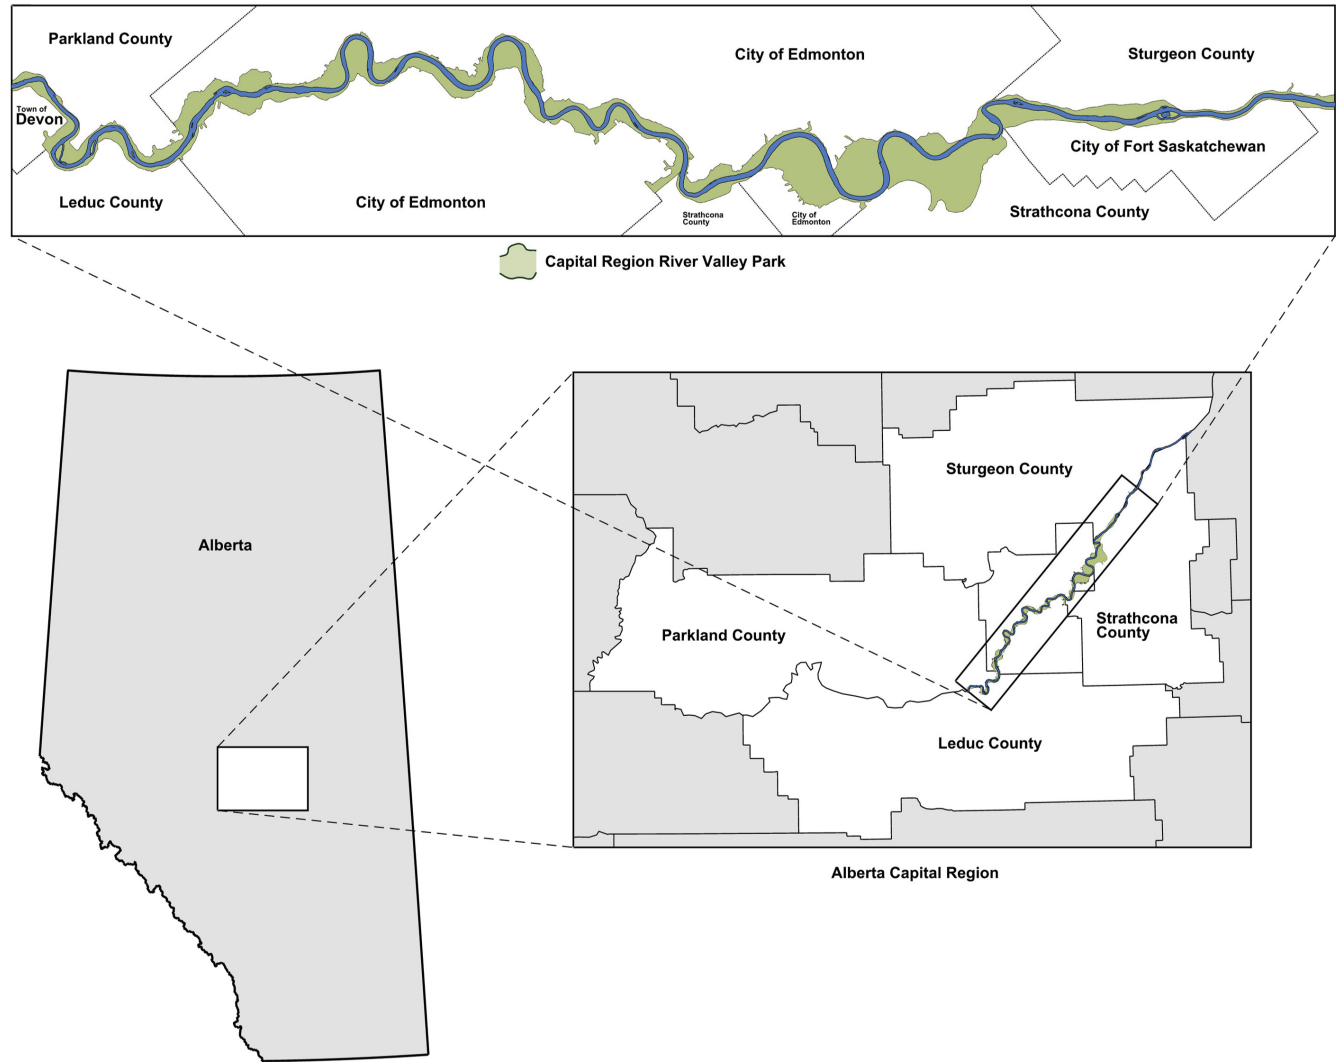 Parkland County
City of Edmonton
Sturgeon County
Town of
Devon
City of Fort Saskatchewan
Leduc County
City of Edmonton
Strathcona
County
City of
Edmonton
Strathcona County
Capital Region River Valley Park
Alberta
Sturgeon County
Parkland County
Strathcona
County
Leduc County
Alberta Capital Region